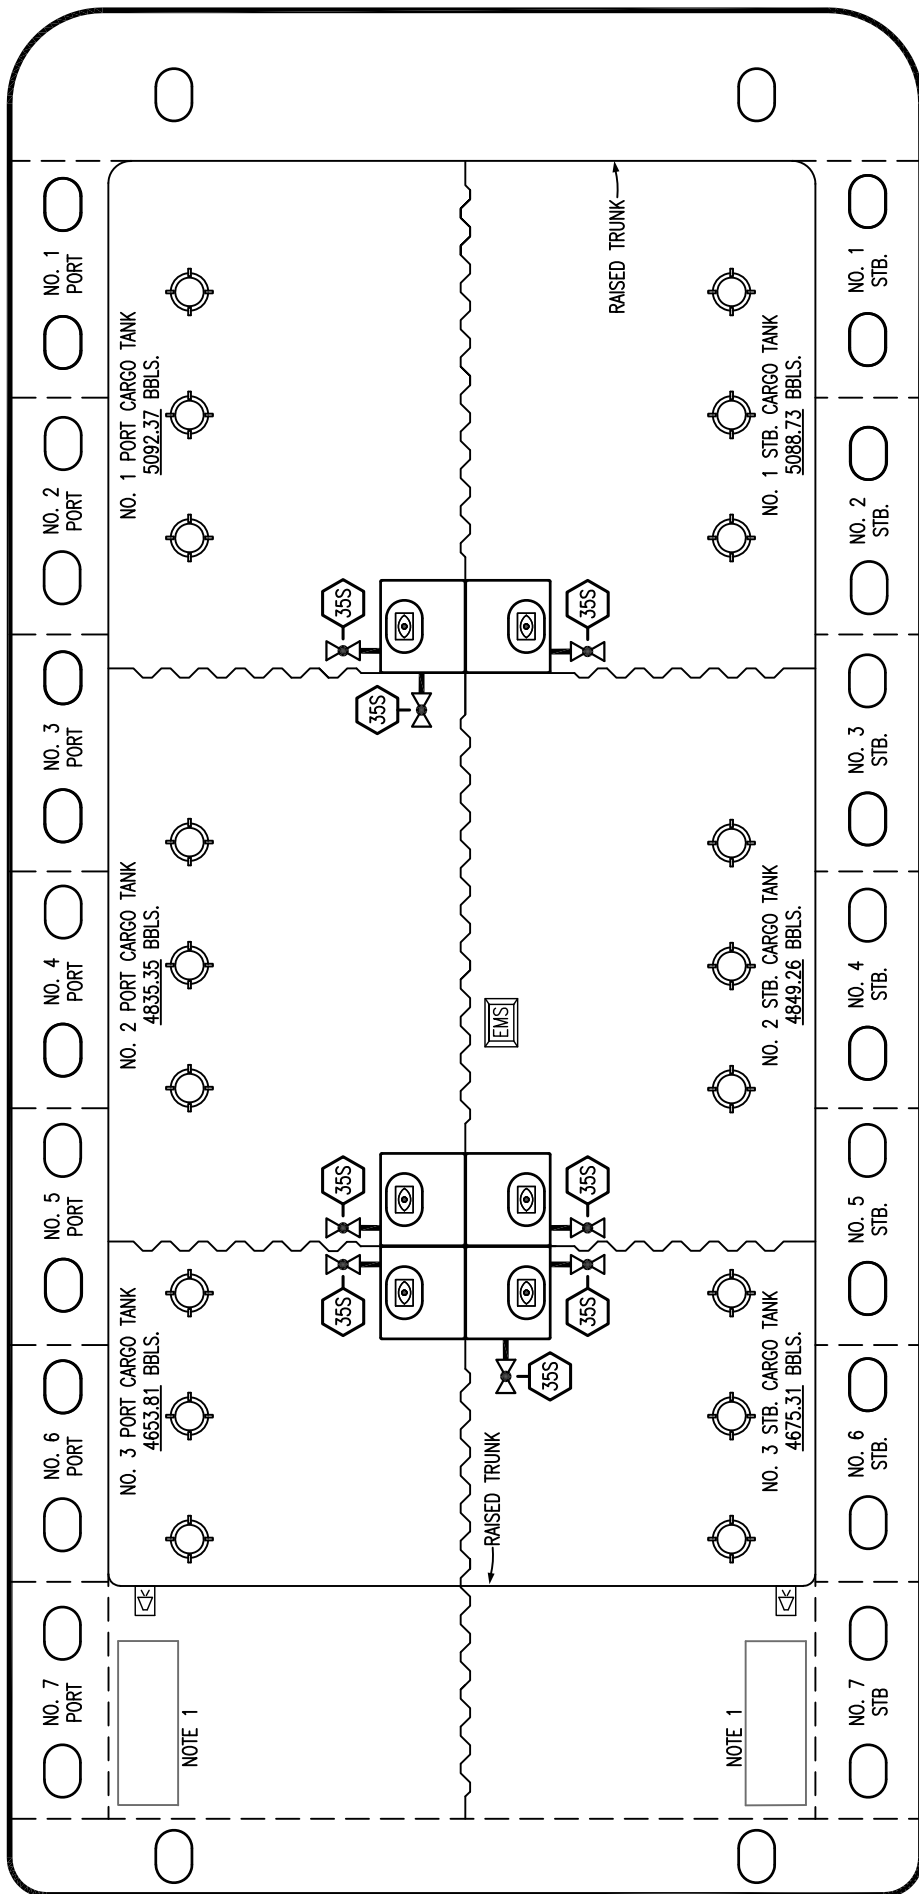 RAISED TRUNK
NO. 1
PORT
NO. 1
STB.
NO. 1 PORT CARGO TANK
5092.37 BBLS.
NO. 1 STB. CARGO TANK
5088.73 BBLS.
NO. 2
PORT
NO. 2
STB.
35S
35S
35S
NO. 3
PORT
NO. 3
STB.
NO. 2 PORT CARGO TANK
4835.35 BBLS.
NO. 2 STB. CARGO TANK
4849.26 BBLS.
NO. 4
PORT
NO. 4
STB.
EMS
35S
35S
NO. 5
PORT
NO. 5
STB.
35S
35S
35S
NO. 3 PORT CARGO TANK
4653.81 BBLS.
NO. 3 STB. CARGO TANK
4675.31 BBLS.
NO. 6
PORT
NO. 6
STB.
RAISED TRUNK
NO. 7
PORT
NOTE 1
NOTE 1
NO. 7
STB